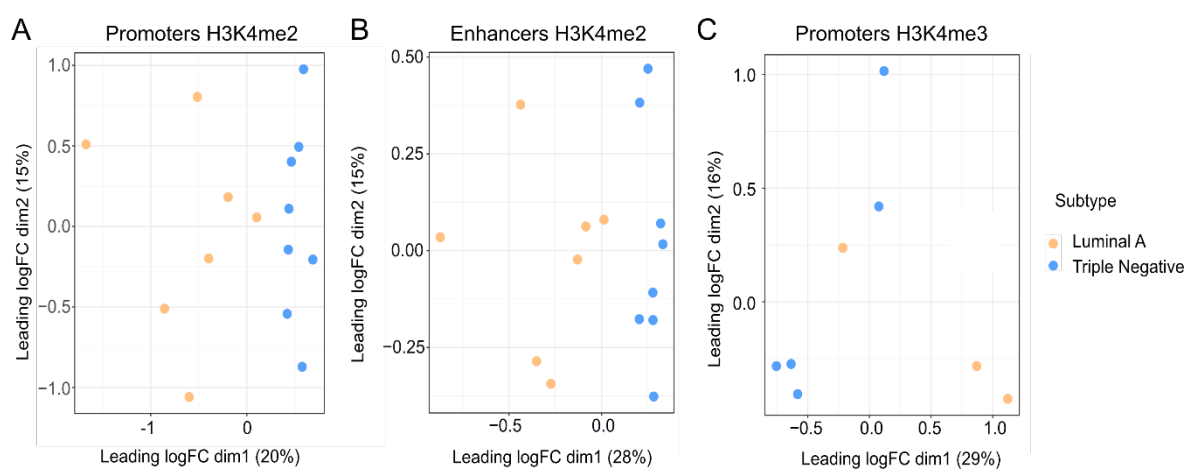 A
Promoters H3K4me2
1.0
0.5
0.0
−0.5
−1.0
-1
0
Leading logFC dim2 (15%)
Leading logFC dim1 (20%)
B
Enhancers H3K4me2
0.50
0.25
0.00
−0.25
−0.5
0.0
Leading logFC dim2 (15%)
Leading logFC dim1 (28%)
C
Promoters H3K4me3
1.0
0.5
0.0
−0.5
0.0
0.5
1.0
Leading logFC dim2 (16%)
Leading logFC dim1 (29%)
Subtype
Luminal A
Triple Negative